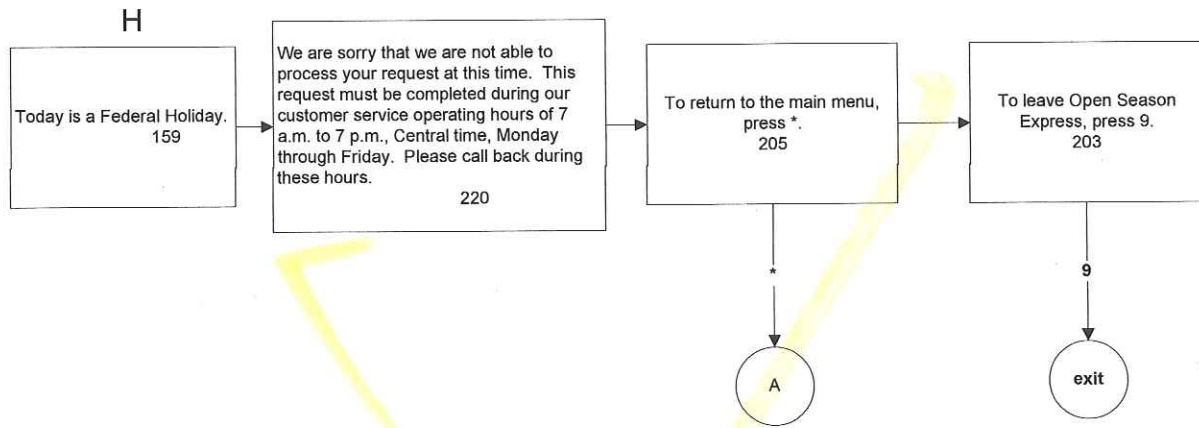 H
Today is a Federal Holiday.
159
We are sorry that we are not able to
process your request at this time.  This
request must be completed during our
customer service operating hours of 7
a.m. to 7 p.m., Central time, Monday
through Friday.  Please call back during
these hours.
220
To return to the main menu,
press *.
205
To leave Open Season
Express, press 9.
203
*
9
A
exit